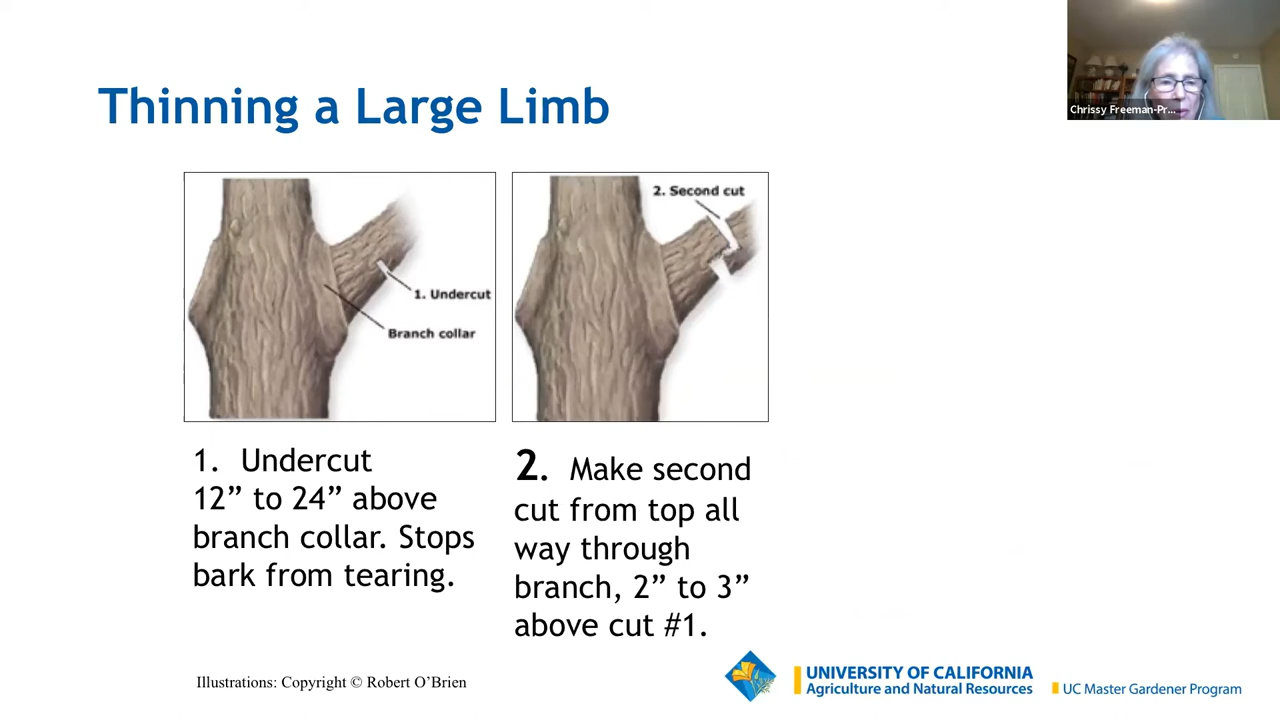 Thinning a Large Limb
Chrissy Freeman-Pr...
1. Undercut
Branch collar
2. Second cut
1. Undercut
12” to 24” above
branch collar. Stops
bark from tearing.
2. Make second
cut from top all
way through
branch, 2” to 3”
above cut #1.
Illustrations: Copyright © Robert O’Brien
UNIVERSITY OF CALIFORNIA
Agriculture and Natural Resources
UC Master Gardener Program